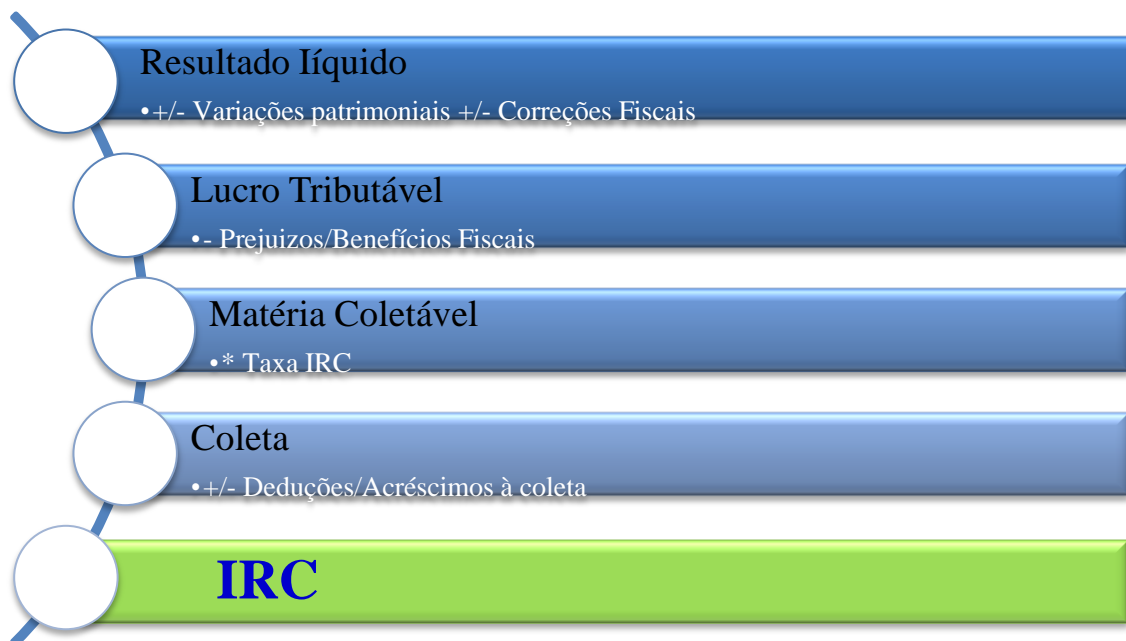 Resultado líquido
•+/- Variações patrimoniais +/- Correções Fiscais
Lucro Tributável
•- Prejuizos/Benefícios Fiscais
Matéria Coletável
•* Taxa IRC
Coleta
•+/- Deduções/Acréscimos à coleta
IRC